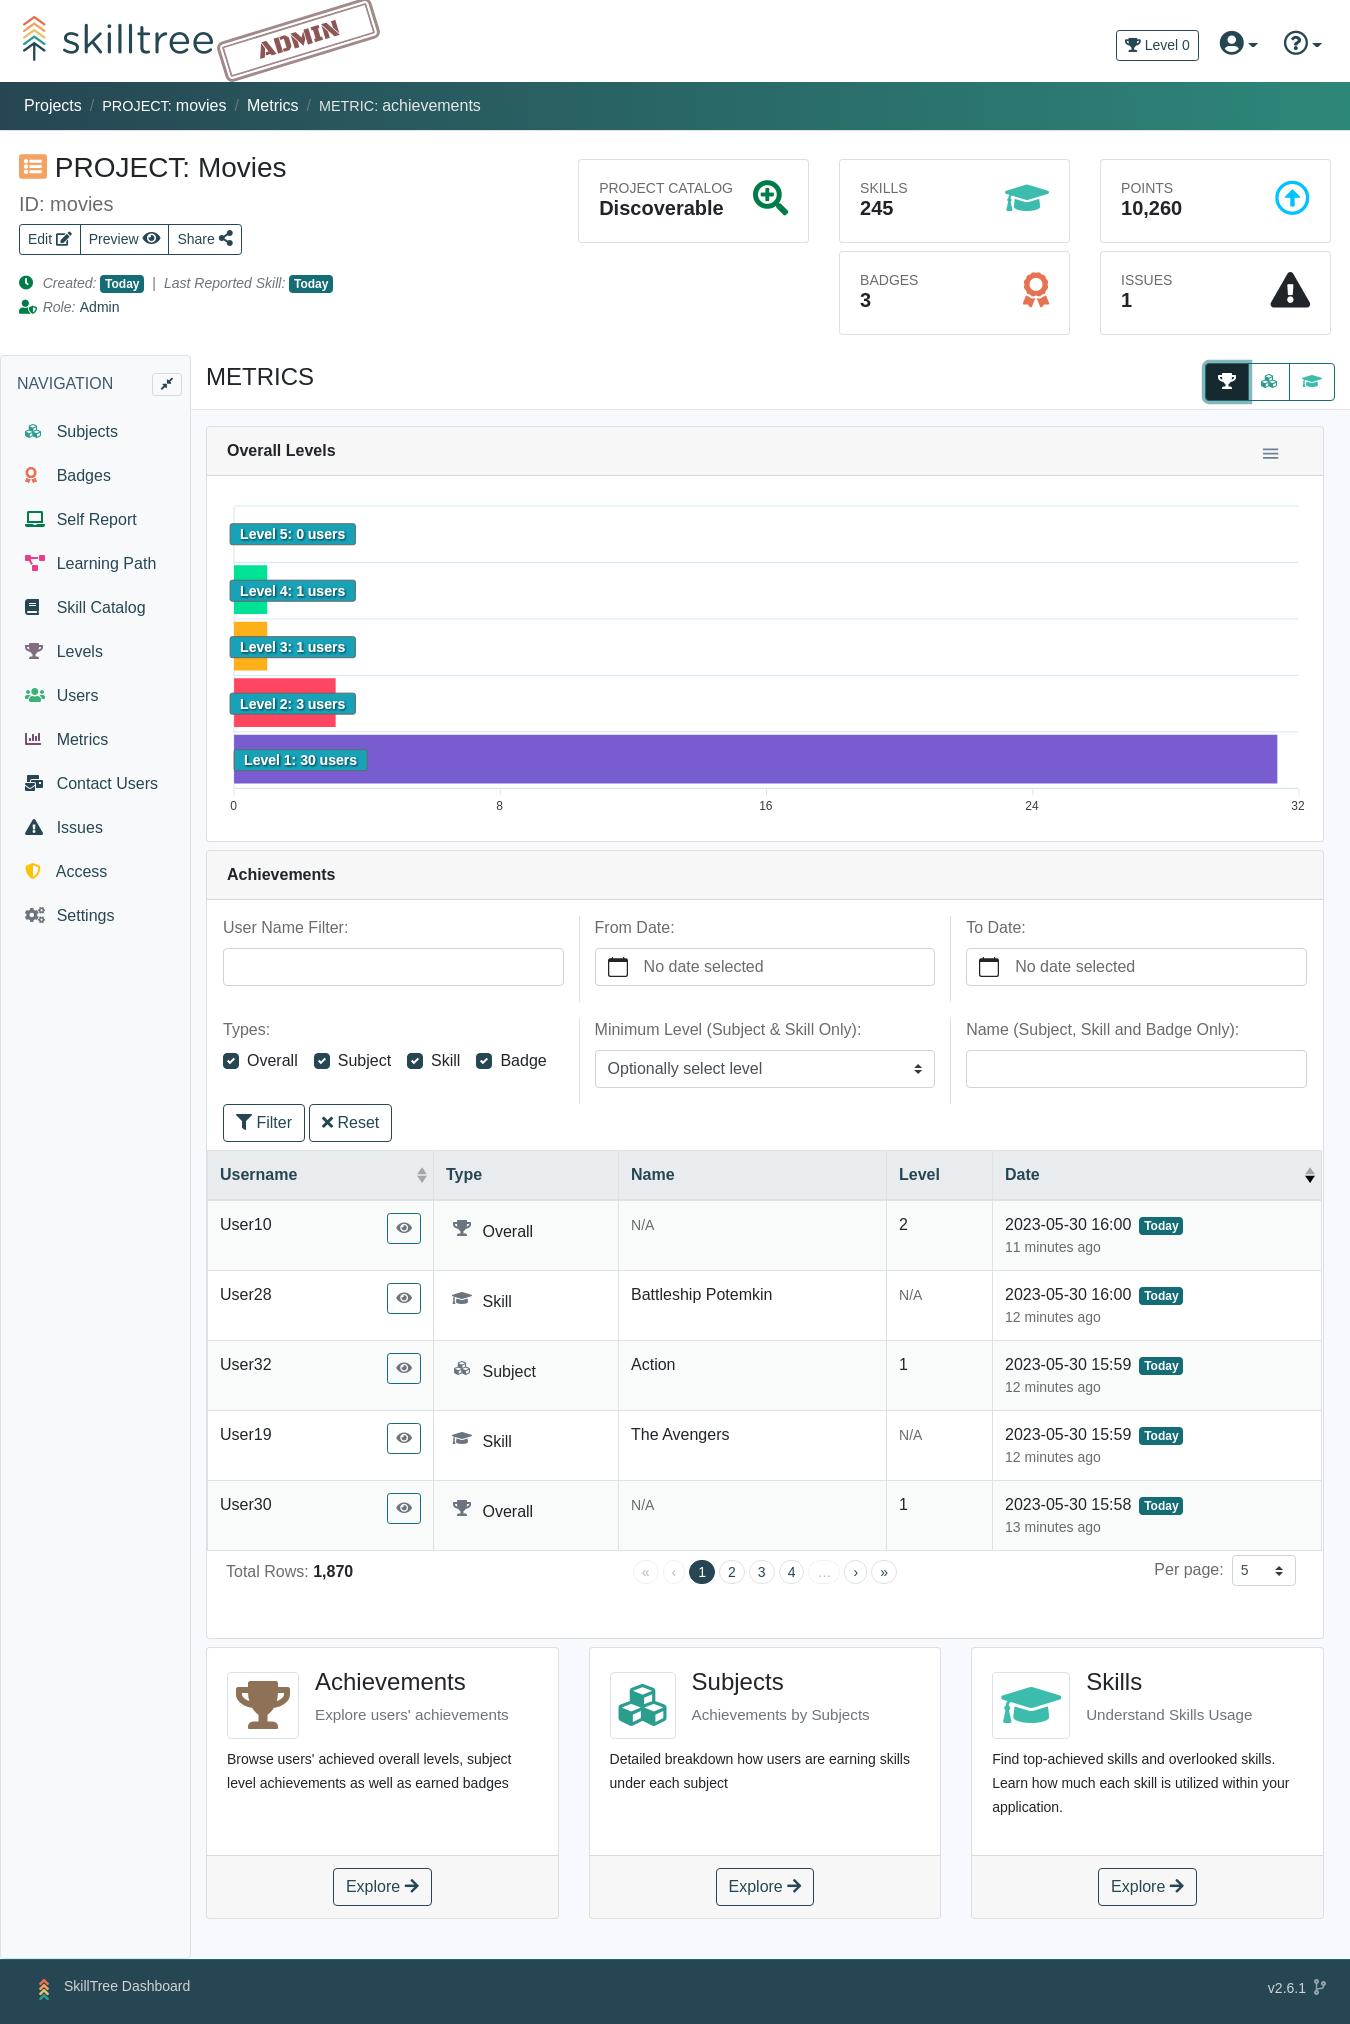 skilltree
ADMIN
Level 0
Projects / PROJECT: movies / Metrics / METRIC: achievements
PROJECT: Movies
ID: movies
Edit Preview Share
Created: Today | Last Reported Skill: Today
Role: Admin
PROJECT CATALOG
Discoverable
SKILLS
245
POINTS
10,260
BADGES
3
ISSUES
1
NAVIGATION
Subjects
Badges
Self Report
Learning Path
Skill Catalog
Levels
Users
Metrics
Contact Users
Issues
Access
Settings
METRICS
Overall Levels
Level 5: 0 users
Level 4: 1 users
Level 3: 1 users
Level 2: 3 users
Level 1: 30 users
0 8 16 24 32
Achievements
User Name Filter:
From Date:
No date selected
To Date:
No date selected
Types:
Overall Subject Skill Badge
Minimum Level (Subject & Skill Only):
Optionally select level
Name (Subject, Skill and Badge Only):
Filter Reset
Username Type Name Level Date
User10 Overall N/A 2 2023-05-30 16:00 Today
11 minutes ago
User28 Skill Battleship Potemkin N/A 2023-05-30 16:00 Today
12 minutes ago
User32 Subject Action 1 2023-05-30 15:59 Today
12 minutes ago
User19 Skill The Avengers N/A 2023-05-30 15:59 Today
12 minutes ago
User30 Overall N/A 1 2023-05-30 15:58 Today
13 minutes ago
Total Rows: 1,870
« ‹ 1 2 3 4 … › »
Per page: 5
Achievements
Explore users' achievements
Browse users' achieved overall levels, subject
level achievements as well as earned badges
Explore
Subjects
Achievements by Subjects
Detailed breakdown how users are earning skills
under each subject
Explore
Skills
Understand Skills Usage
Find top-achieved skills and overlooked skills.
Learn how much each skill is utilized within your
application.
Explore
SkillTree Dashboard
v2.6.1